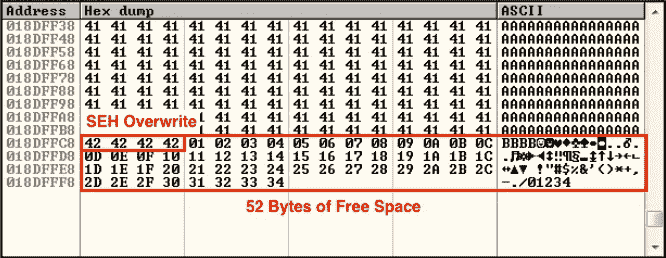 Address Hex dump ASCII
018DFF38 41 41 41 41 41 41 41 41 41 41 41 41 41 41 41 41 AAAAAAAAAAAAAAAA
018DFF48 41 41 41 41 41 41 41 41 41 41 41 41 41 41 41 41 AAAAAAAAAAAAAAAA
018DFF58 41 41 41 41 41 41 41 41 41 41 41 41 41 41 41 41 AAAAAAAAAAAAAAAA
018DFF68 41 41 41 41 41 41 41 41 41 41 41 41 41 41 41 41 AAAAAAAAAAAAAAAA
018DFF78 41 41 41 41 41 41 41 41 41 41 41 41 41 41 41 41 AAAAAAAAAAAAAAAA
018DFF88 41 41 41 41 41 41 41 41 41 41 41 41 41 41 41 41 AAAAAAAAAAAAAAAA
018DFF98 41 41 41 41 41 41 41 41 41 41 41 41 41 41 41 41 AAAAAAAAAAAAAAAA
018DFFA8 1 41 41 41 41 41 41 41 41 41 41 41 41 AAAAAAAAAAAAAAAA
SEH Overwrite
018DFFB8 1 41 41 41 41 41 41 41 41 41 41 41 41 AAAAAAAAAAAAAAAA
018DFFC8 42 42 42 42 01 02 03 04 05 06 07 08 09 0A 0B 0C BBBB☺☻♥♦♣♠•◘..♂.
018DFFD8 0D 0E 0F 10 11 12 13 14 15 16 17 18 19 1A 1B 1C .♫☼►◄↕‼¶§▬↨↑↓→←∟
018DFFE8 1D 1E 1F 20 21 22 23 24 25 26 27 28 29 2A 2B 2C ↔▲▼ !"#$%&'()*+,
018DFFF8 2D 2E 2F 30 31 32 33 34 -./01234
52 Bytes of Free Space